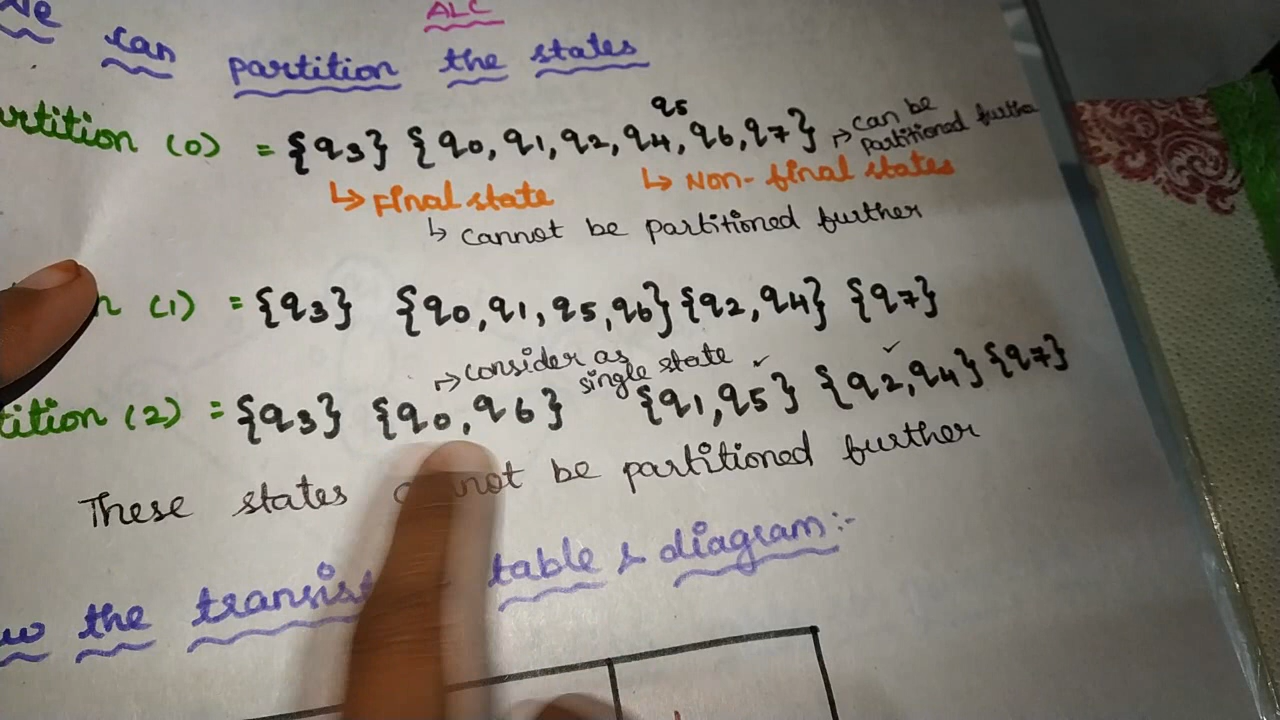 ALC
We can partition the states
q5
rtition (0) = {q3} {q0, q1, q2, q4, q6, q7} ↱ can be
partitioned furthe
↳ Final state ↳ Non-final states
↳ cannot be partitioned further
n (1) = {q3} {q0, q1, q5, q6} {q2, q4} {q7}
↱ consider as
single state
tition (2) = {q3} {q0, q6} {q1, q5} {q2, q4} {q7}
These states not be partitioned further
the table & diagram:-